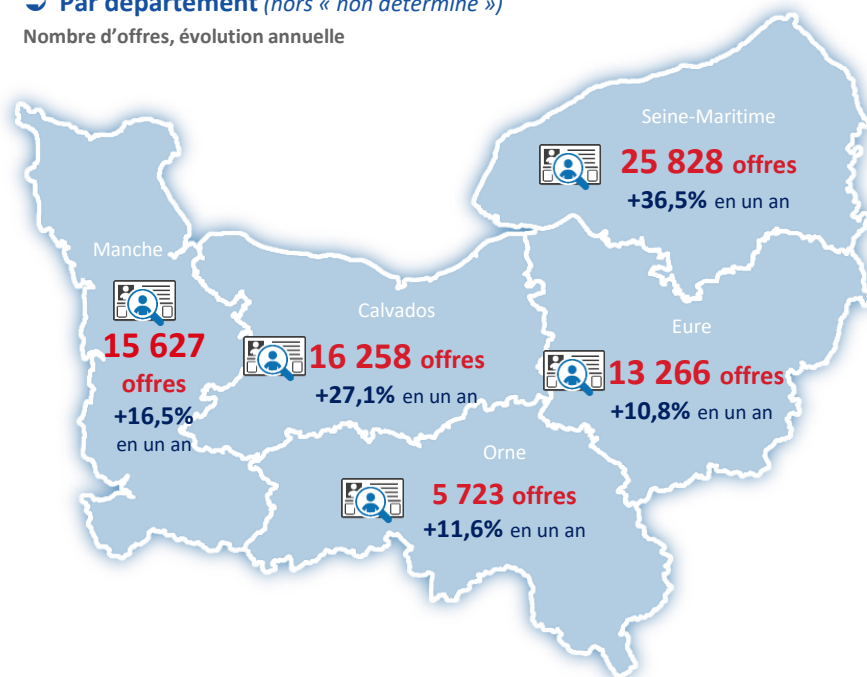 Par département (hors « non déterminé »)
Nombre d’offres, évolution annuelle
Seine-Maritime
25 828 offres
+36,5% en un an
Manche
15 627
offres
+16,5%
en un an
Calvados
16 258 offres
+27,1% en un an
Eure
13 266 offres
+10,8% en un an
Orne
5 723 offres
+11,6% en un an